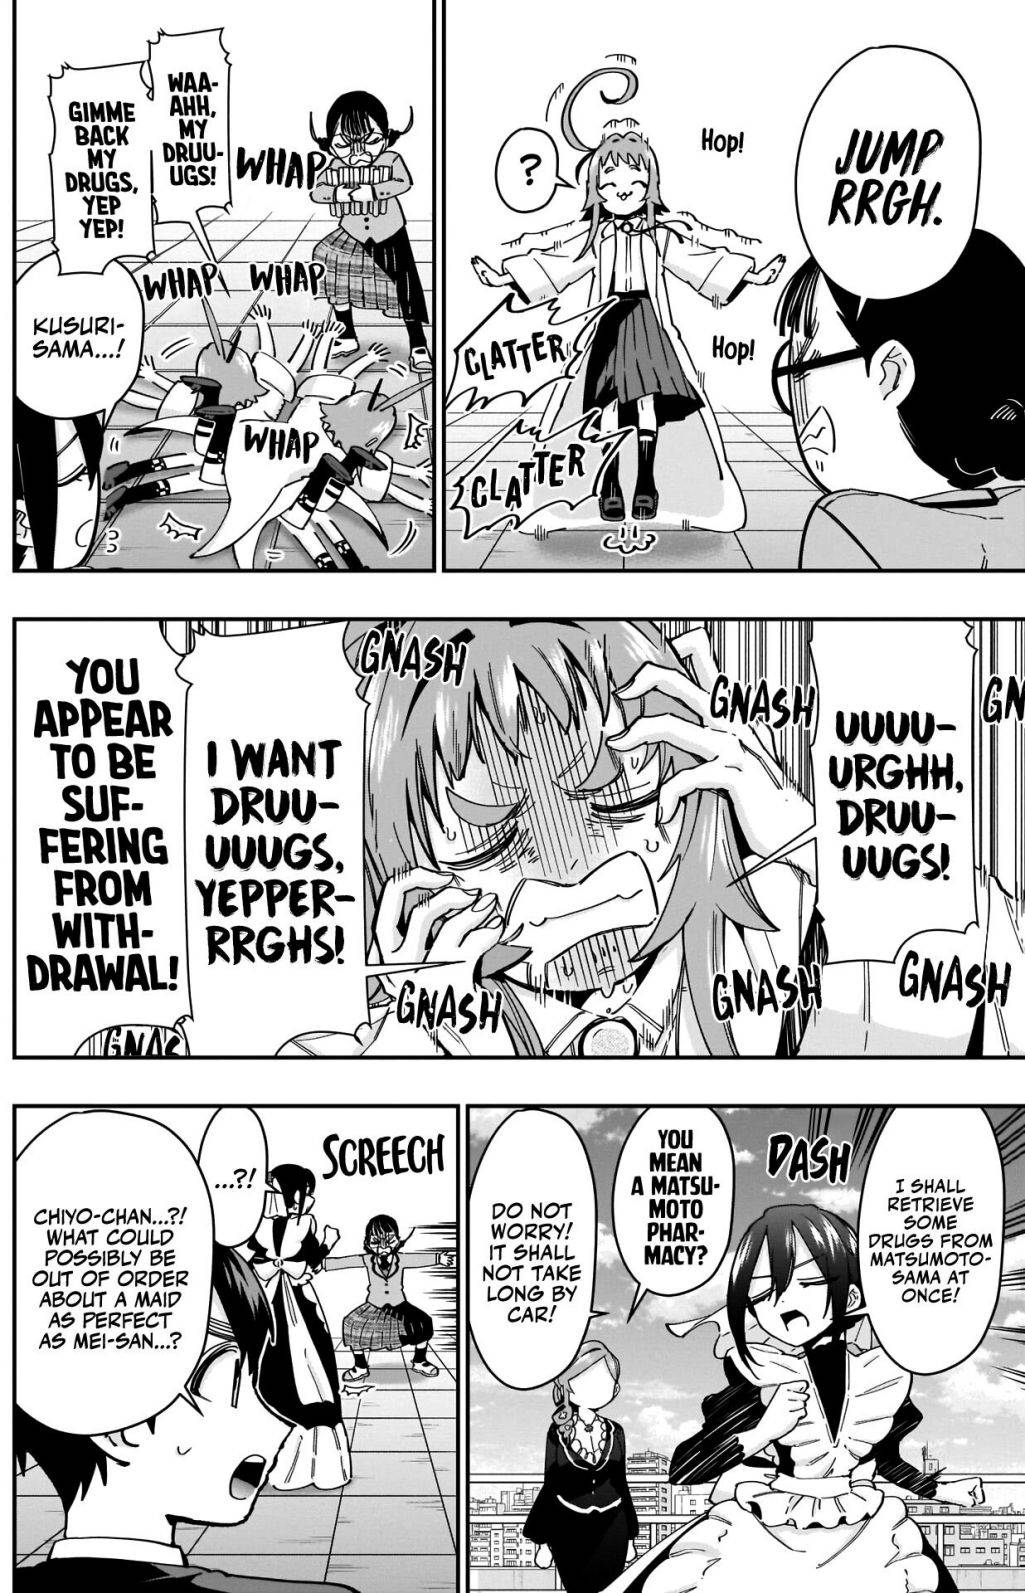 JUMP
RRGH.
Hop!
?
Hop!
CLATTER
CLATTER
WAA-
AHH,
MY
DRUU-
UGS!
GIMME
BACK
MY
DRUGS,
YEP
YEP!
WHAP
WHAP
WHAP
WHAP
KUSURI-
SAMA...!
GNASH
GNASH
GN
UUUU-
URGHH,
DRUU-
UUGS!
I WANT
DRUU-
UUUGS,
YEPPER-
RRGHS!
YOU
APPEAR
TO BE
SUF-
FERING
FROM
WITH-
DRAWAL!
GNASH
GNASH
GNASH
GNAS
I SHALL
RETRIEVE
SOME
DRUGS FROM
MATSUMOTO-
SAMA AT
ONCE!
DASH
YOU
MEAN
A MATSU-
MOTO
PHAR-
MACY?
DO NOT
WORRY!
IT SHALL
NOT TAKE
LONG BY
CAR!
SCREECH
...?!
CHIYO-CHAN...?!
WHAT COULD
POSSIBLY BE
OUT OF ORDER
ABOUT A MAID
AS PERFECT
AS MEI-SAN...?